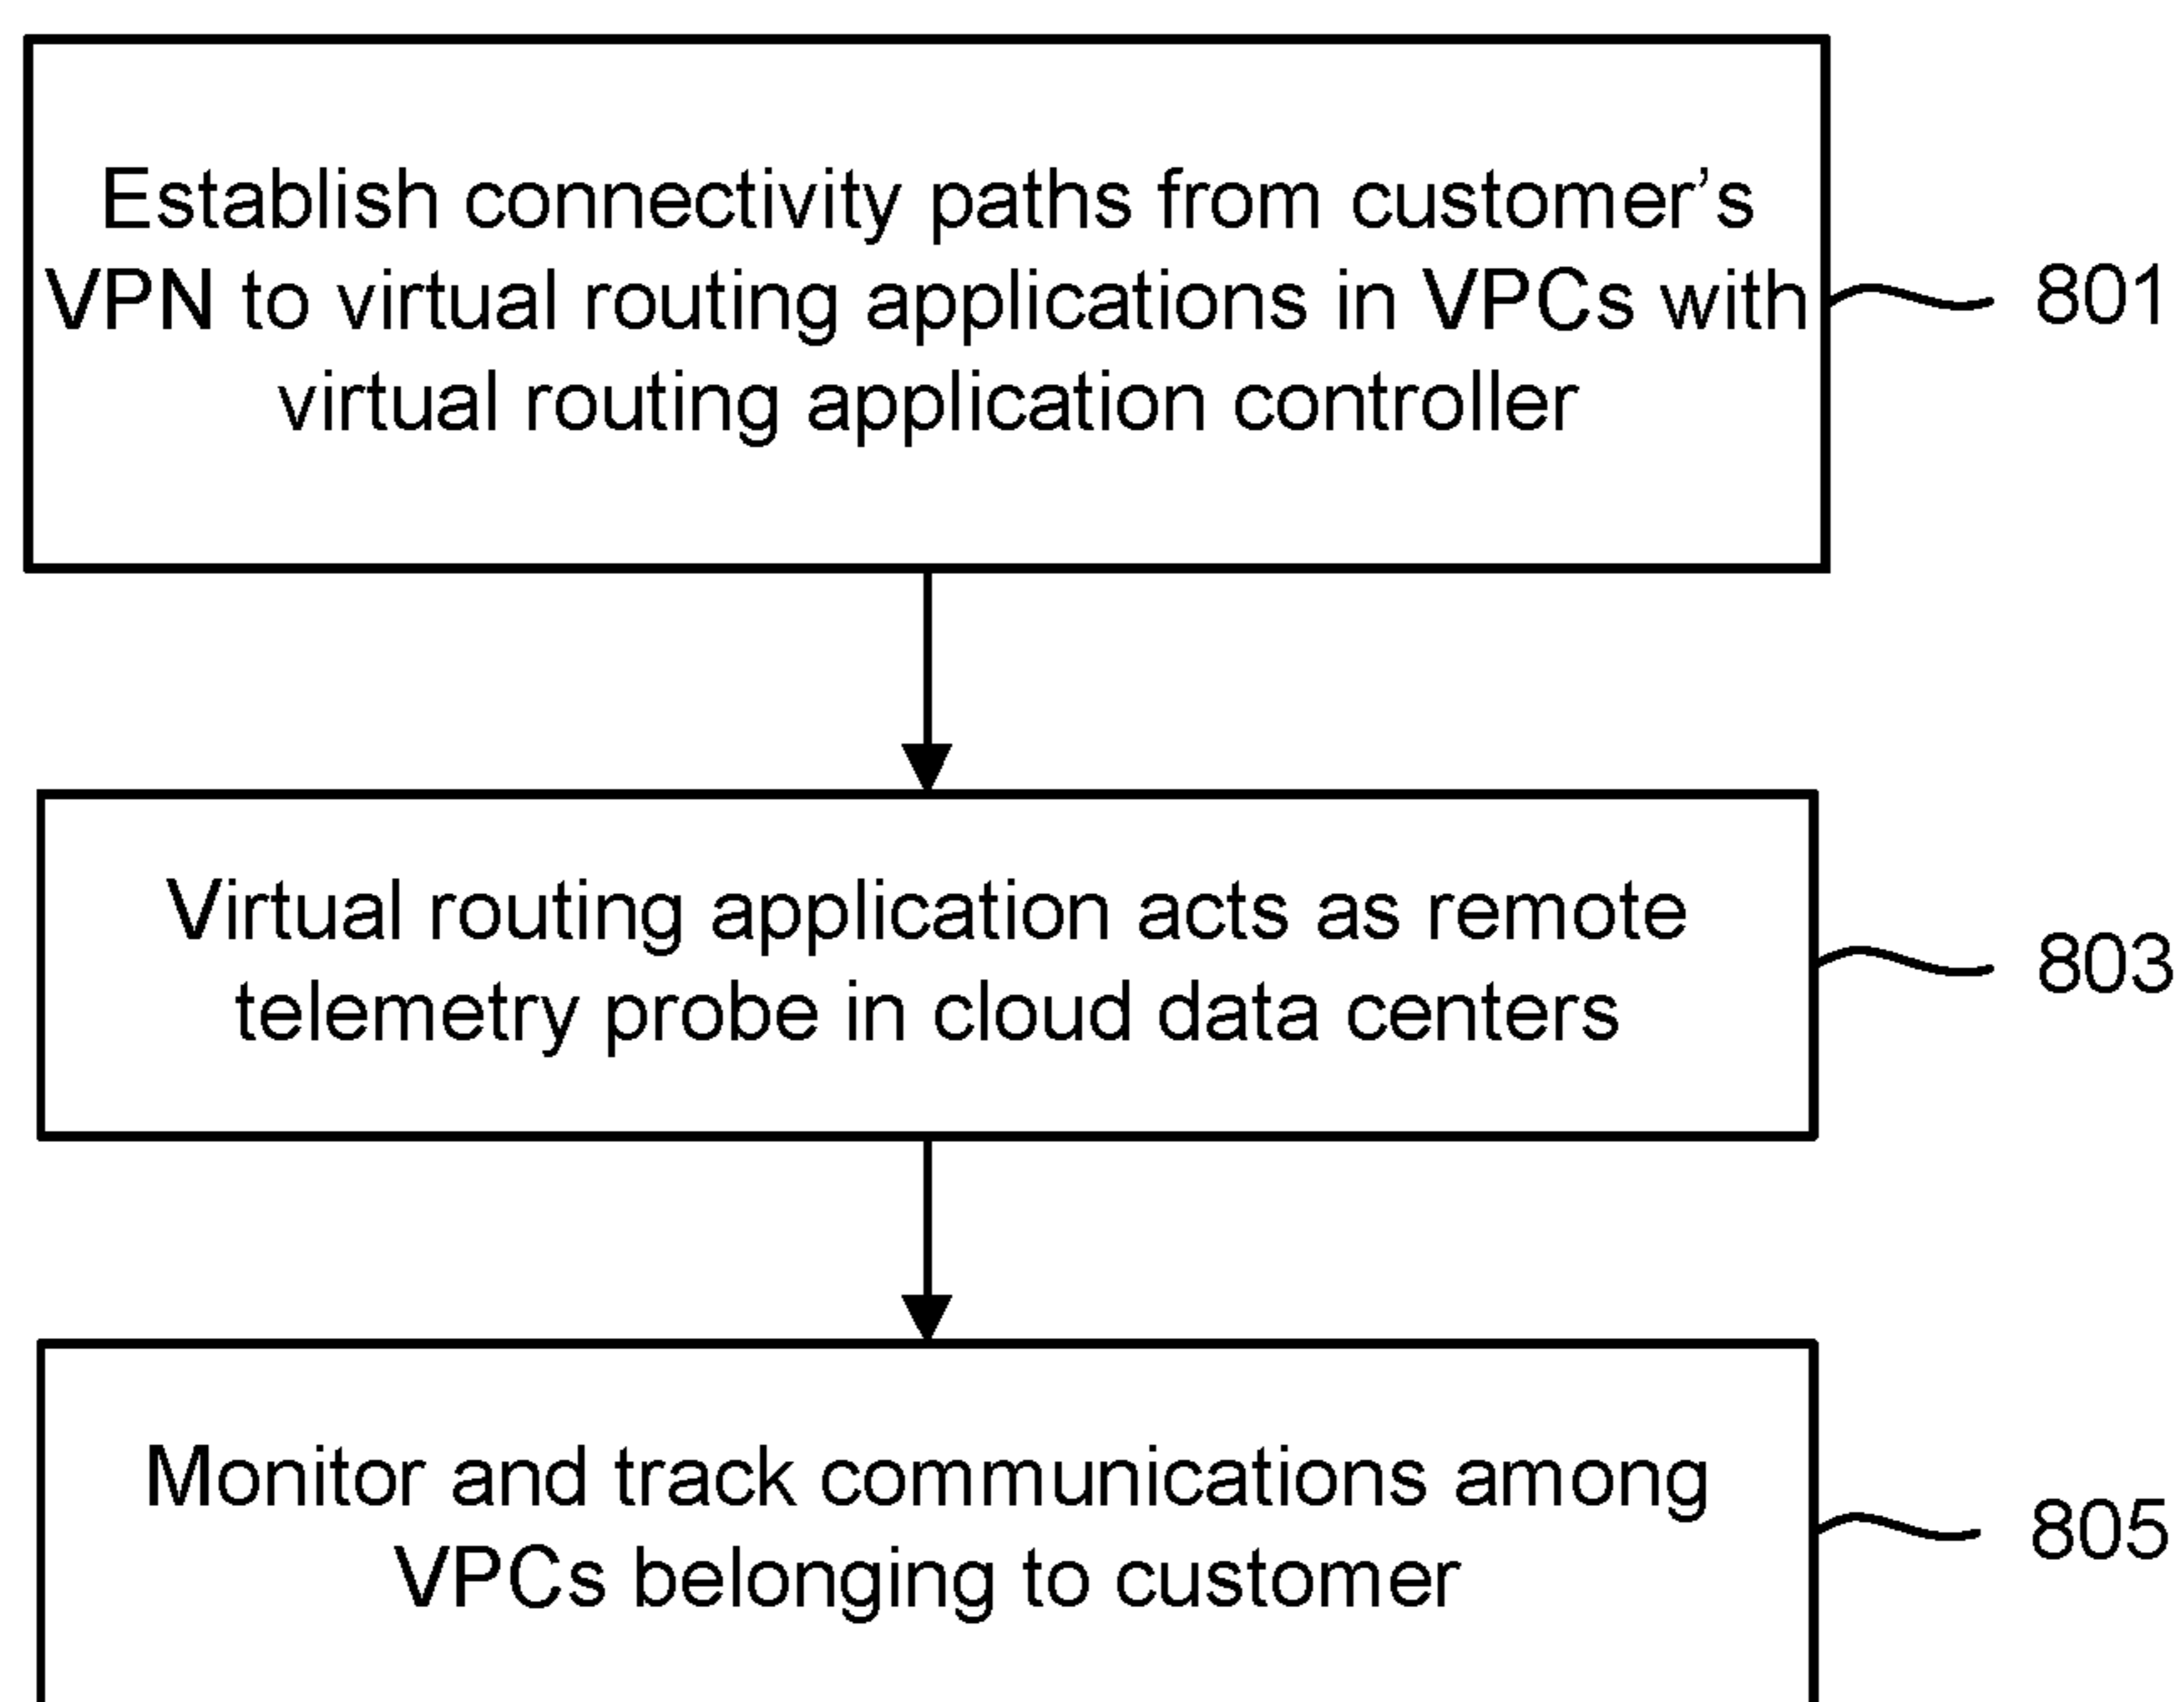 Establish connectivity paths from customer’s
VPN to virtual routing applications in VPCs with
virtual routing application controller
801
Virtual routing application acts as remote
telemetry probe in cloud data centers
803
Monitor and track communications among
VPCs belonging to customer
805